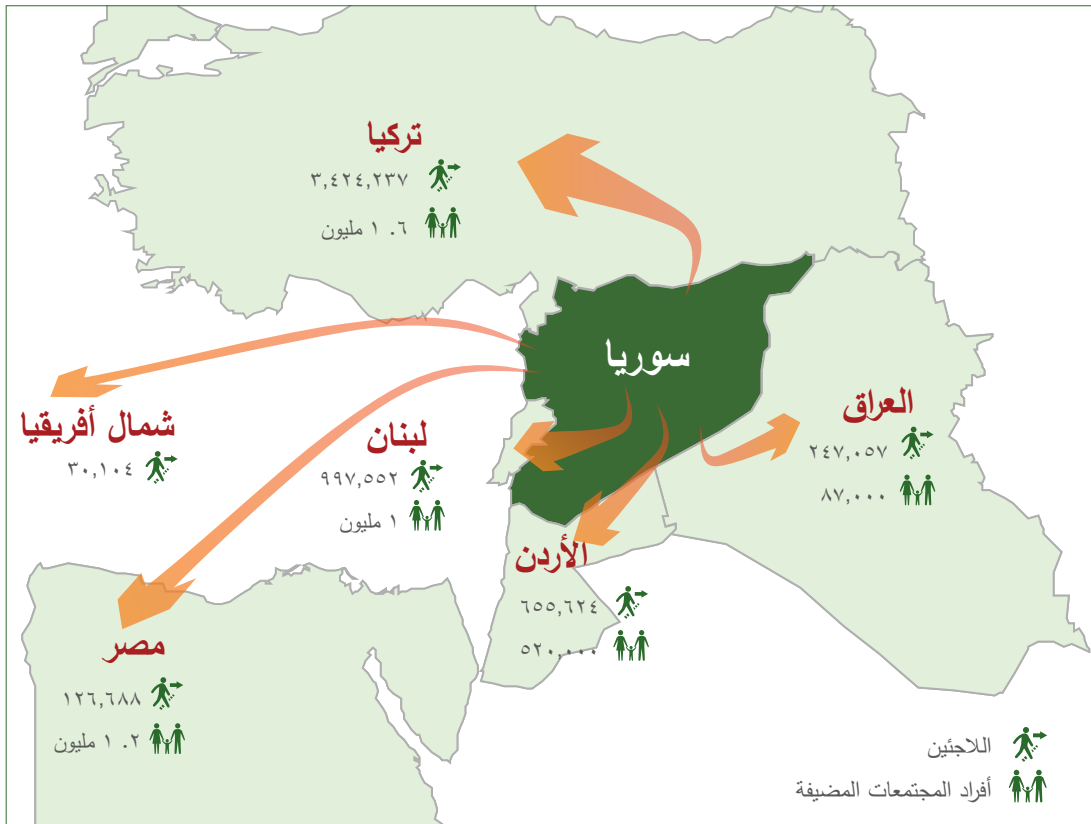 تركيا
٣,٤٢٤,٢٣٧
١.٦ مليون
سوريا
العراق
٢٤٧,٠٥٧
٨٧,٠٠٠
شمال أفريقيا
٣٠,١٠٤
لبنان
٩٩٧,٥٥٢
١ مليون
الأردن
٦٥٥,٦٢٤
٥٢٠,٠٠٠
مصر
١٢٦,٦٨٨
١.٢ مليون
اللاجئين
أفراد المجتمعات المضيفة